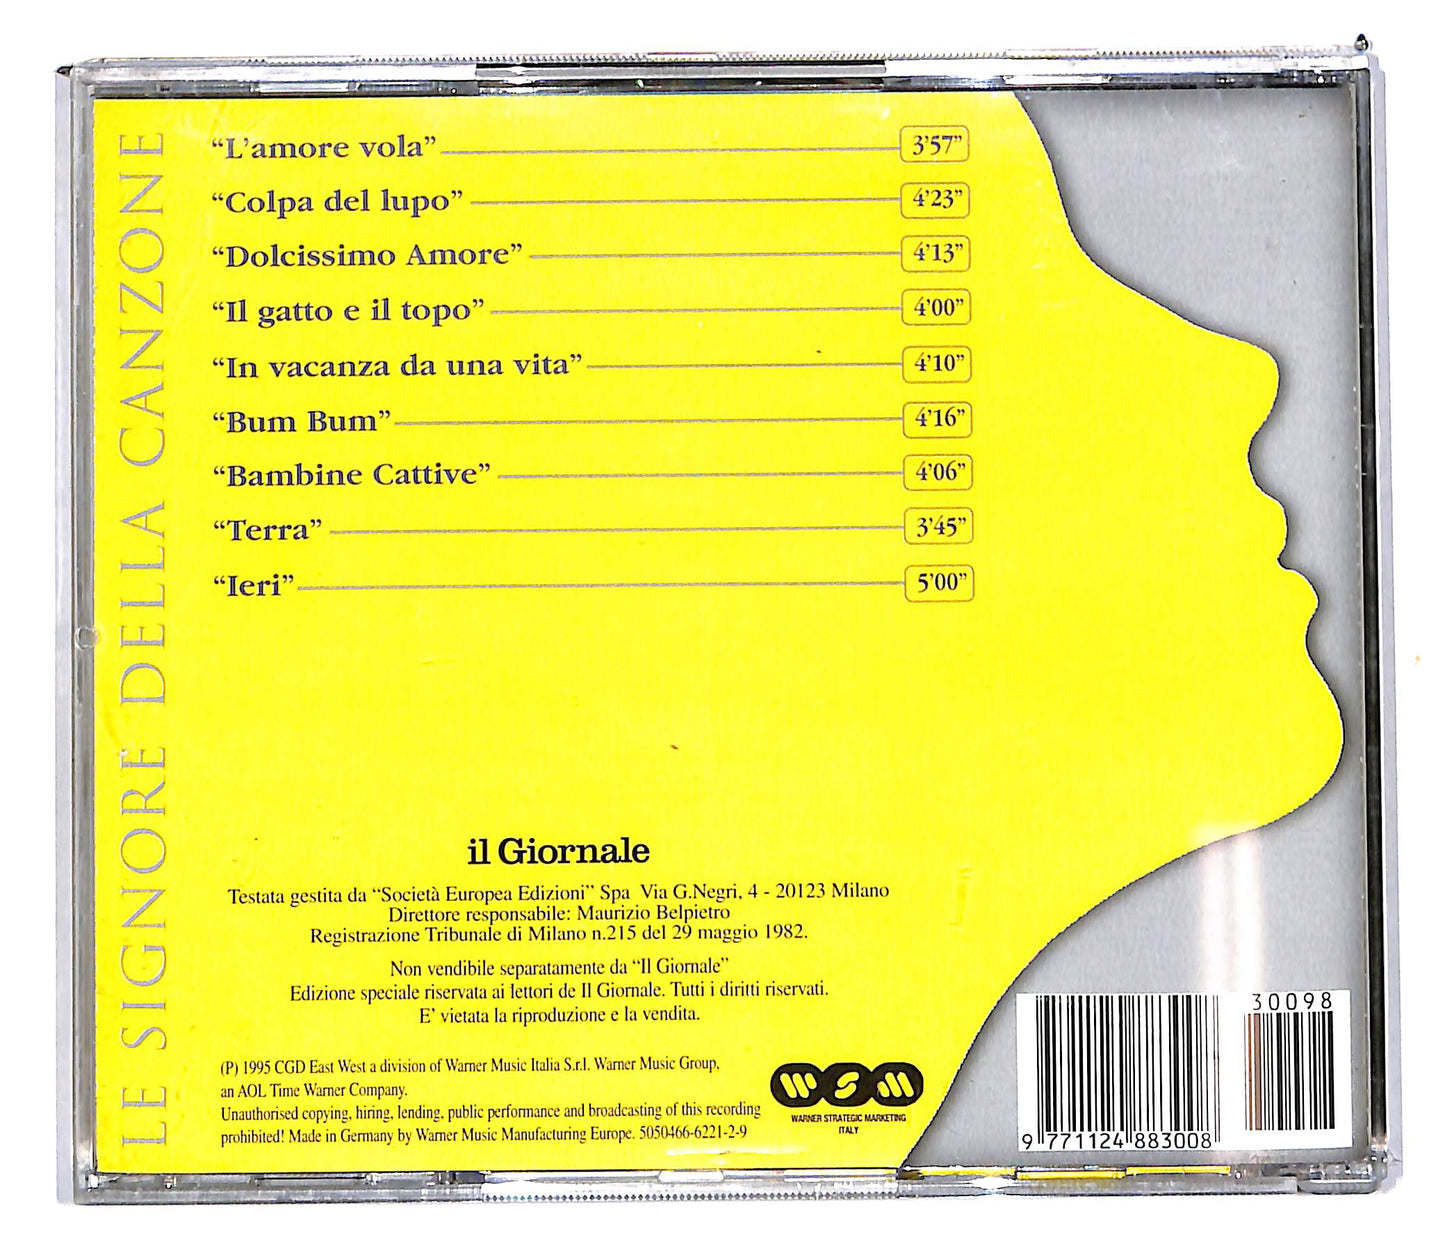 LE SIGNORE DELLA CANZONE
“L’amore vola” 3’57”
“Colpa del lupo” 4’23”
“Dolcissimo Amore” 4’13”
“Il gatto e il topo” 4’00”
“In vacanza da una vita” 4’10”
“Bum Bum” 4’16”
“Bambine Cattive” 4’06”
“Terra” 3’45”
“Ieri” 5’00”
il Giornale
Testata gestita da “Società Europea Edizioni” Spa Via G.Negri, 4 - 20123 Milano
Direttore responsabile: Maurizio Belpietro
Registrazione Tribunale di Milano n.215 del 29 maggio 1982.
Non vendibile separatamente da “Il Giornale”
Edizione speciale riservata ai lettori de Il Giornale. Tutti i diritti riservati.
E’ vietata la riproduzione e la vendita.
(P) 1995 CGD East West a division of Warner Music Italia S.r.l. Warner Music Group,
an AOL Time Warner Company.
Unauthorised copying, hiring, lending, public performance and broadcasting of this recording
prohibited! Made in Germany by Warner Music Manufacturing Europe. 5050466-6221-2-9
WSM
WARNER STRATEGIC MARKETING
ITALY
30098
9 771124 883008